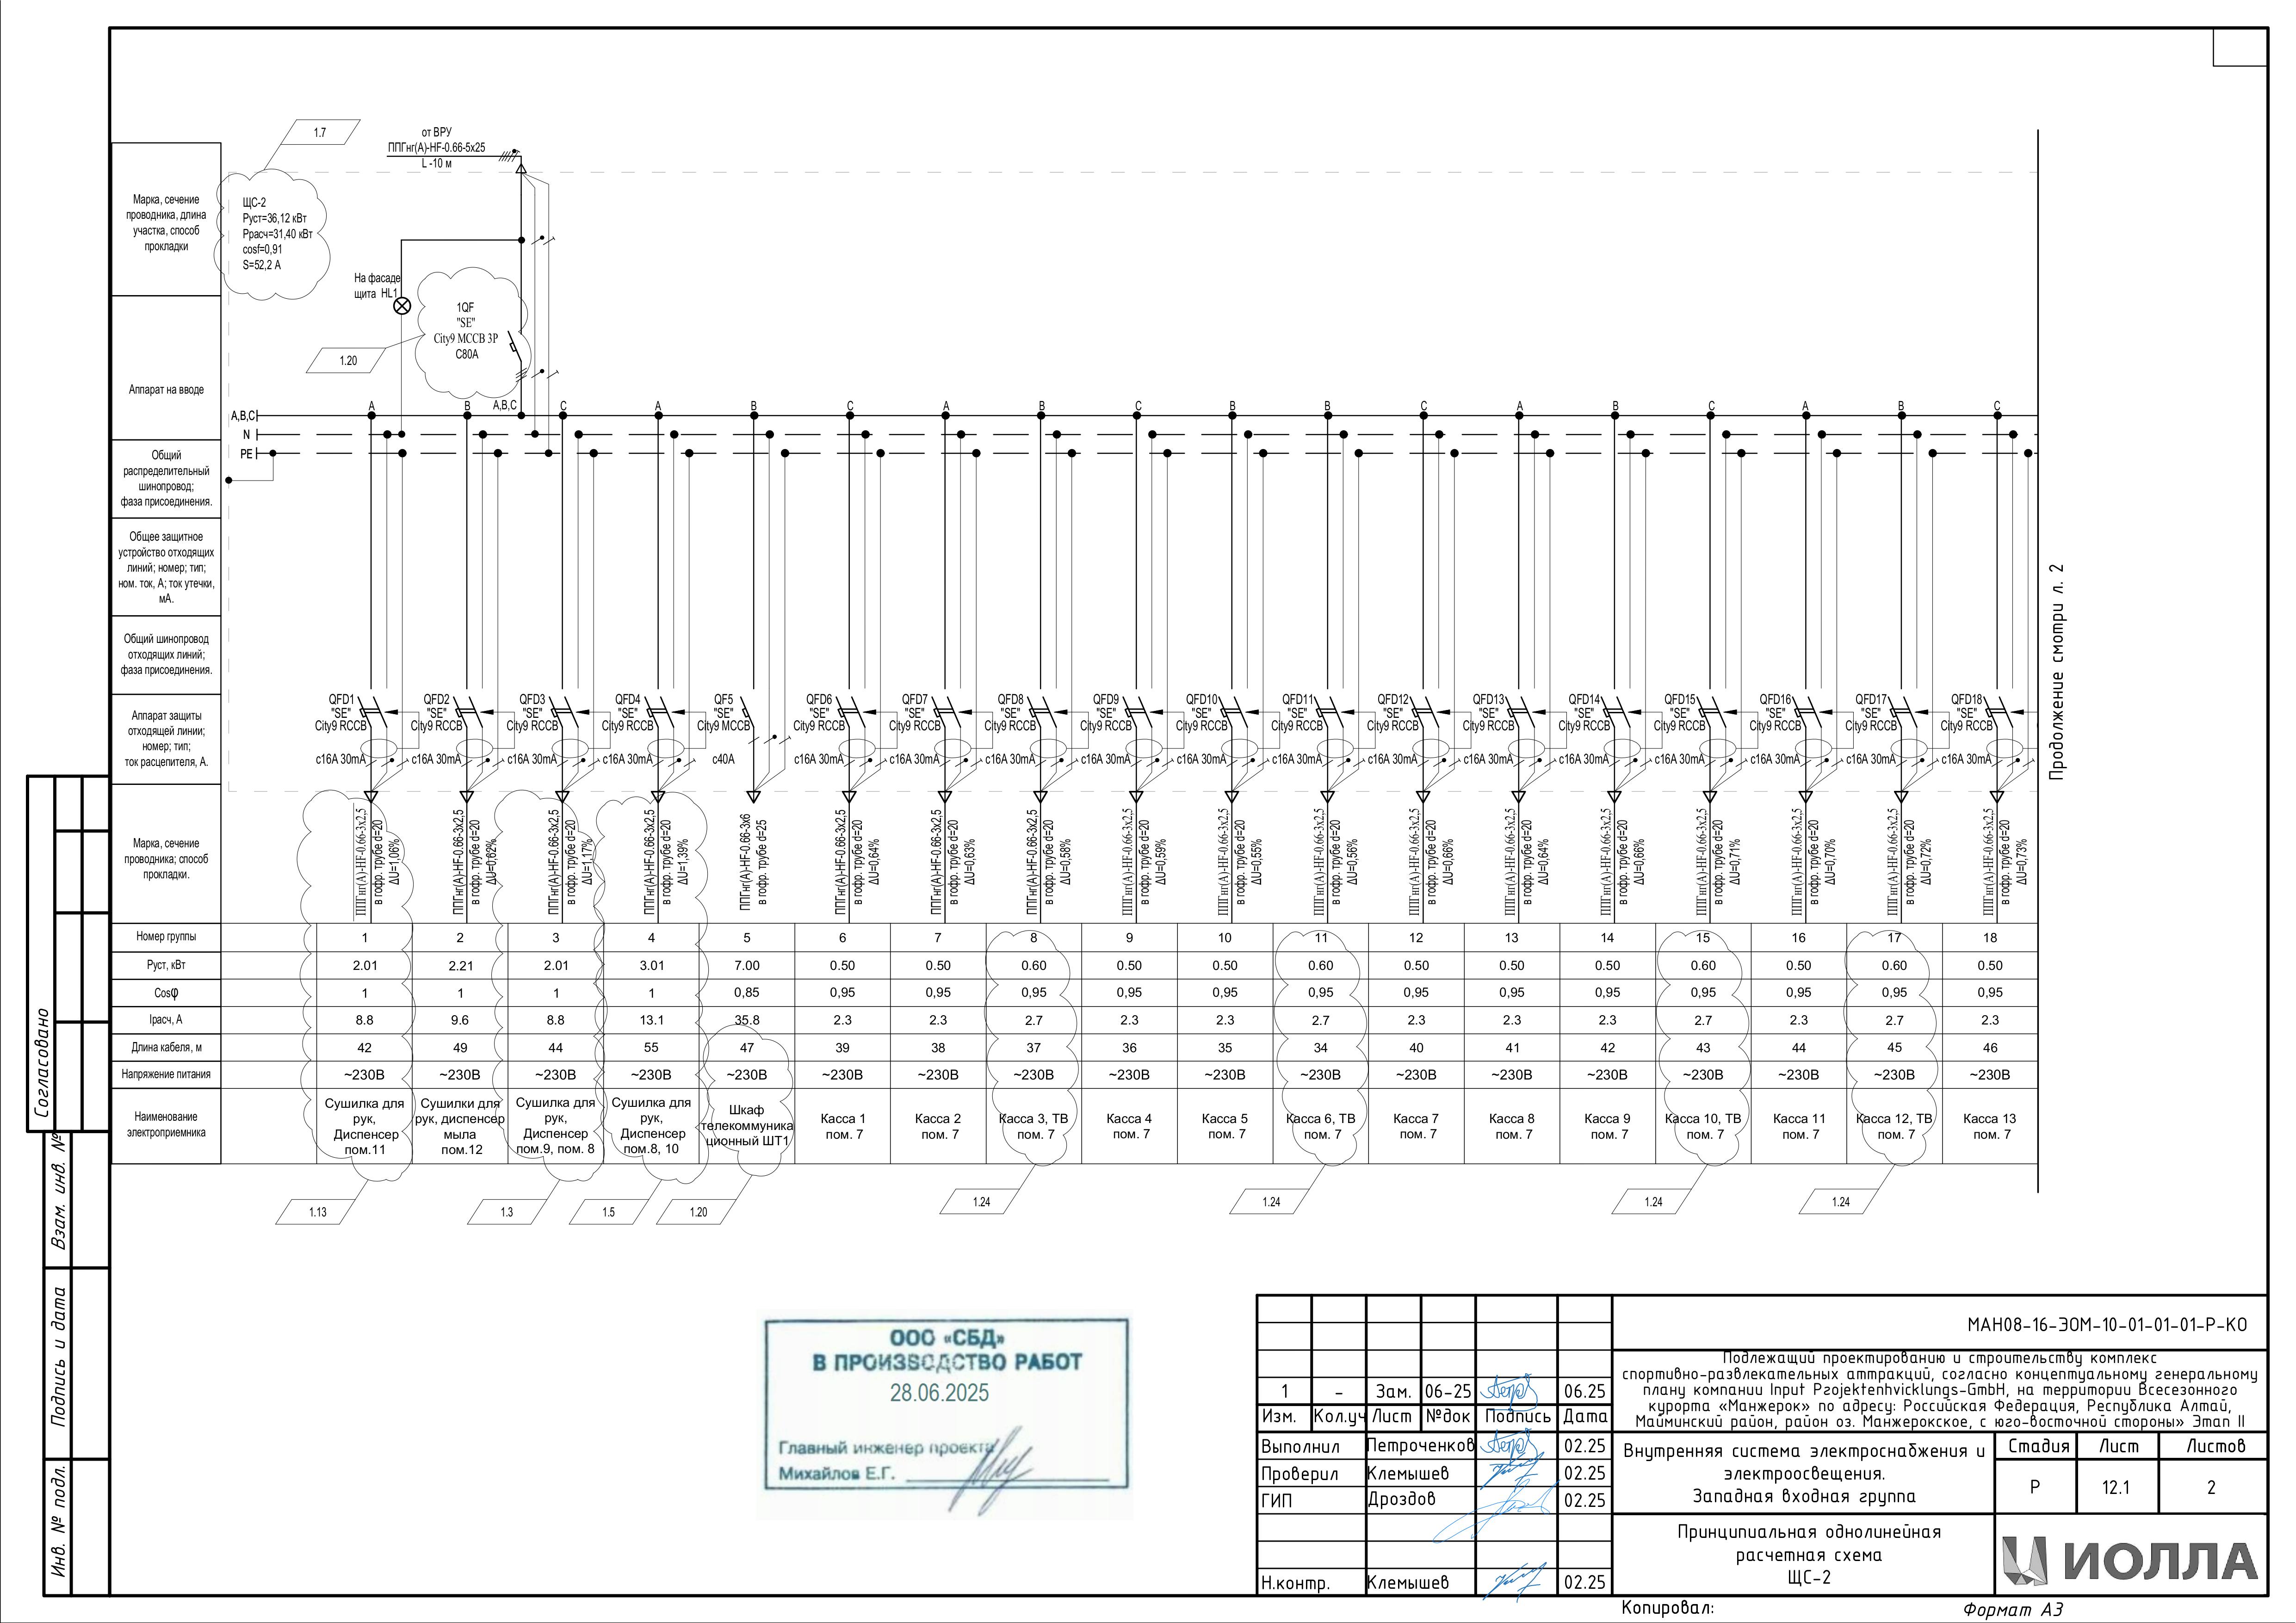 1.7
от ВРУ
ППГнг(А)-HF-0.66-5х25
L -10 м
Марка, сечение
проводника, длина
участка, способ
прокладки
ЩС-2
Pуст=36,12 кВт
Ррасч=31,40 кВт
cosf=0,91
S=52,2 А
На фасаде
щита HL1
1QF
"SE"
City9 MCCB 3P
C80A
1.20
Аппарат на вводе
A,B,C
N
PE
A B A,B,C C A B C A B C B B C A B C A B C
Общий
распределительный
шинопровод;
фаза присоединения.
Общее защитное
устройство отходящих
линий; номер; тип;
ном. ток, А; ток утечки,
мА.
Общий шинопровод
отходящих линий;
фаза присоединения.
Аппарат защиты
отходящей линии;
номер; тип;
ток расцепителя, А.
QFD1 QFD2 QFD3 QFD4 QF5 QFD6 QFD7 QFD8 QFD9 QFD10 QFD11 QFD12 QFD13 QFD14 QFD15 QFD16 QFD17 QFD18
"SE" "SE" "SE" "SE" "SE" "SE" "SE" "SE" "SE" "SE" "SE" "SE" "SE" "SE" "SE" "SE" "SE" "SE"
City9 RCCB City9 RCCB City9 RCCB City9 RCCB City9 MCCB City9 RCCB City9 RCCB City9 RCCB City9 RCCB City9 RCCB City9 RCCB City9 RCCB City9 RCCB City9 RCCB City9 RCCB City9 RCCB City9 RCCB City9 RCCB
c16A 30mA c16A 30mA c16A 30mA c16A 30mA c40A c16A 30mA c16A 30mA c16A 30mA c16A 30mA c16A 30mA c16A 30mA c16A 30mA c16A 30mA c16A 30mA c16A 30mA c16A 30mA c16A 30mA c16A 30mA
Марка, сечение
проводника; способ
прокладки.
ППГнг(А)-HF-0.66-3х2,5
в гофр. трубе d=20
ΔU=1,06%
ППГнг(А)-HF-0.66-3х2,5
в гофр. трубе d=20
ΔU=0,62%
ППГнг(А)-HF-0.66-3х2,5
в гофр. трубе d=20
ΔU=1,17%
ППГнг(А)-HF-0.66-3х2,5
в гофр. трубе d=20
ΔU=1,39%
ППГнг(А)-HF-0.66-3х6
в гофр. трубе d=25
ППГнг(А)-HF-0.66-3х2,5
в гофр. трубе d=20
ΔU=0,64%
ППГнг(А)-HF-0.66-3х2,5
в гофр. трубе d=20
ΔU=0,63%
ППГнг(А)-HF-0.66-3х2,5
в гофр. трубе d=20
ΔU=0,58%
ППГнг(А)-HF-0.66-3х2,5
в гофр. трубе d=20
ΔU=0,59%
ППГнг(А)-HF-0.66-3х2,5
в гофр. трубе d=20
ΔU=0,55%
ППГнг(А)-HF-0.66-3х2,5
в гофр. трубе d=20
ΔU=0,56%
ППГнг(А)-HF-0.66-3х2,5
в гофр. трубе d=20
ΔU=0,66%
ППГнг(А)-HF-0.66-3х2,5
в гофр. трубе d=20
ΔU=0,64%
ППГнг(А)-HF-0.66-3х2,5
в гофр. трубе d=20
ΔU=0,66%
ППГнг(А)-HF-0.66-3х2,5
в гофр. трубе d=20
ΔU=0,71%
ППГнг(А)-HF-0.66-3х2,5
в гофр. трубе d=20
ΔU=0,70%
ППГнг(А)-HF-0.66-3х2,5
в гофр. трубе d=20
ΔU=0,72%
ППГнг(А)-HF-0.66-3х2,5
в гофр. трубе d=20
ΔU=0,73%
Номер группы 1 2 3 4 5 6 7 8 9 10 11 12 13 14 15 16 17 18
Руст, кВт 2.01 2.21 2.01 3.01 7.00 0.50 0.50 0.60 0.50 0.50 0.60 0.50 0.50 0.50 0.60 0.50 0.60 0.50
Cosφ 1 1 1 1 0,85 0,95 0,95 0,95 0,95 0,95 0,95 0,95 0,95 0,95 0,95 0,95 0,95 0,95
Iрасч, А 8.8 9.6 8.8 13.1 35.8 2.3 2.3 2.7 2.3 2.3 2.7 2.3 2.3 2.3 2.7 2.3 2.7 2.3
Длина кабеля, м 42 49 44 55 47 39 38 37 36 35 34 40 41 42 43 44 45 46
Напряжение питания ~230В ~230В ~230В ~230В ~230В ~230В ~230В ~230В ~230В ~230В ~230В ~230В ~230В ~230В ~230В ~230В ~230В ~230В
Наименование
электроприемника
Сушилка для
рук,
Диспенсер
пом.11
Сушилки для
рук, диспенсер
мыла
пом.12
Сушилка для
рук,
Диспенсер
пом.9, пом. 8
Сушилка для
рук,
Диспенсер
пом.8, 10
Шкаф
телекоммуника
ционный ШТ1
Касса 1
пом. 7
Касса 2
пом. 7
Касса 3, ТВ
пом. 7
Касса 4
пом. 7
Касса 5
пом. 7
Касса 6, ТВ
пом. 7
Касса 7
пом. 7
Касса 8
пом. 7
Касса 9
пом. 7
Касса 10, ТВ
пом. 7
Касса 11
пом. 7
Касса 12, ТВ
пом. 7
Касса 13
пом. 7
1.13 1.3 1.5 1.20 1.24 1.24 1.24 1.24
Продолжение смотри л. 2
Согласовано
Взам. инв. №
Подпись и дата
Инв. № подл.
ООО «СБД»
В ПРОИЗВОДСТВО РАБОТ
28.06.2025
Главный инженер проекта
Михайлов Е.Г.
МАН08-16-ЭОМ-10-01-01-01-Р-КО
Подлежащий проектированию и строительству комплекс
спортивно-развлекательных аттракций, согласно концептуальному генеральному
плану компании Input Projektenhvicklungs-GmbH, на территории Всесезонного
курорта «Манжерок» по адресу: Российская Федерация, Республика Алтай,
Майминский район, район оз. Манжерокское, с юго-восточной стороны» Этап II
1 - Зам. 06-25 06.25
Изм. Кол.уч Лист №док Подпись Дата
Выполнил Петроченков 02.25
Проверил Клемышев 02.25
ГИП Дроздов 02.25
Н.контр. Клемышев 02.25
Внутренняя система электроснабжения и
электроосвещения.
Западная входная группа
Стадия Лист Листов
Р 12.1 2
Принципиальная однолинейная
расчетная схема
ЩС-2
ИОЛЛА
Копировал:
Формат А3